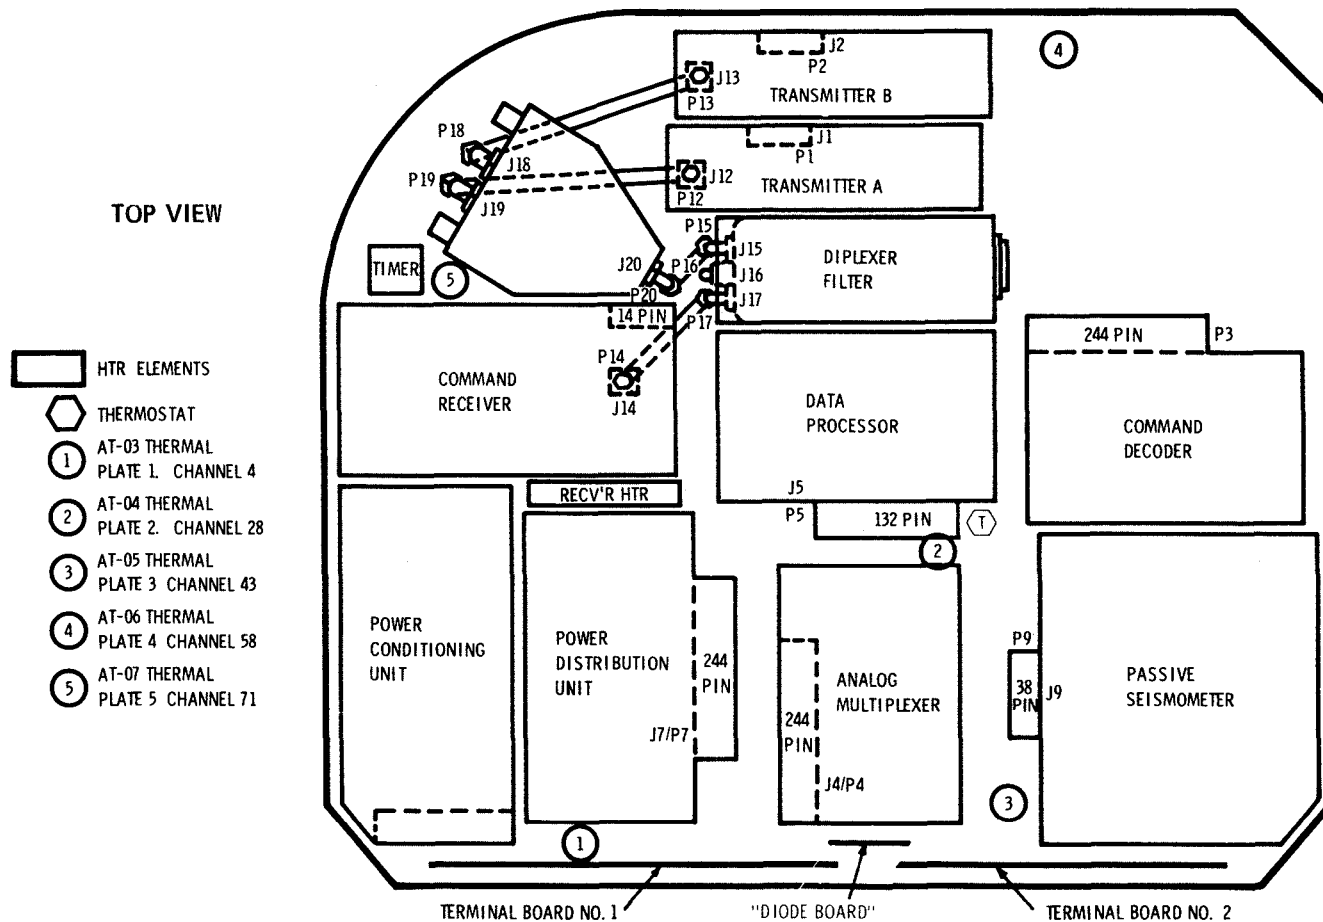 TOP VIEW
HTR ELEMENTS
THERMOSTAT
1
AT-03 THERMAL
PLATE 1. CHANNEL 4
2
AT-04 THERMAL
PLATE 2. CHANNEL 28
3
AT-05 THERMAL
PLATE 3 CHANNEL 43
4
AT-06 THERMAL
PLATE 4 CHANNEL 58
5
AT-07 THERMAL
PLATE 5 CHANNEL 71
J2
P2
TRANSMITTER B
J13
P13
4
J1
P1
TRANSMITTER A
J12
P12
P18
J18
P19
J19
J20
P20
P15
J15
P16
J16
J17
P17
DIPLEXER
FILTER
TIMER
5
14 PIN
P14
J14
COMMAND
RECEIVER
244 PIN
P3
COMMAND
DECODER
DATA
PROCESSOR
J5
P5
132 PIN
T
2
RECV'R HTR
POWER
CONDITIONING
UNIT
POWER
DISTRIBUTION
UNIT
244
PIN
J7/P7
ANALOG
MULTIPLEXER
244
PIN
J4/P4
P9
38
PIN
J9
PASSIVE
SEISMOMETER
3
1
TERMINAL BOARD NO. 1
"DIODE BOARD"
TERMINAL BOARD NO. 2